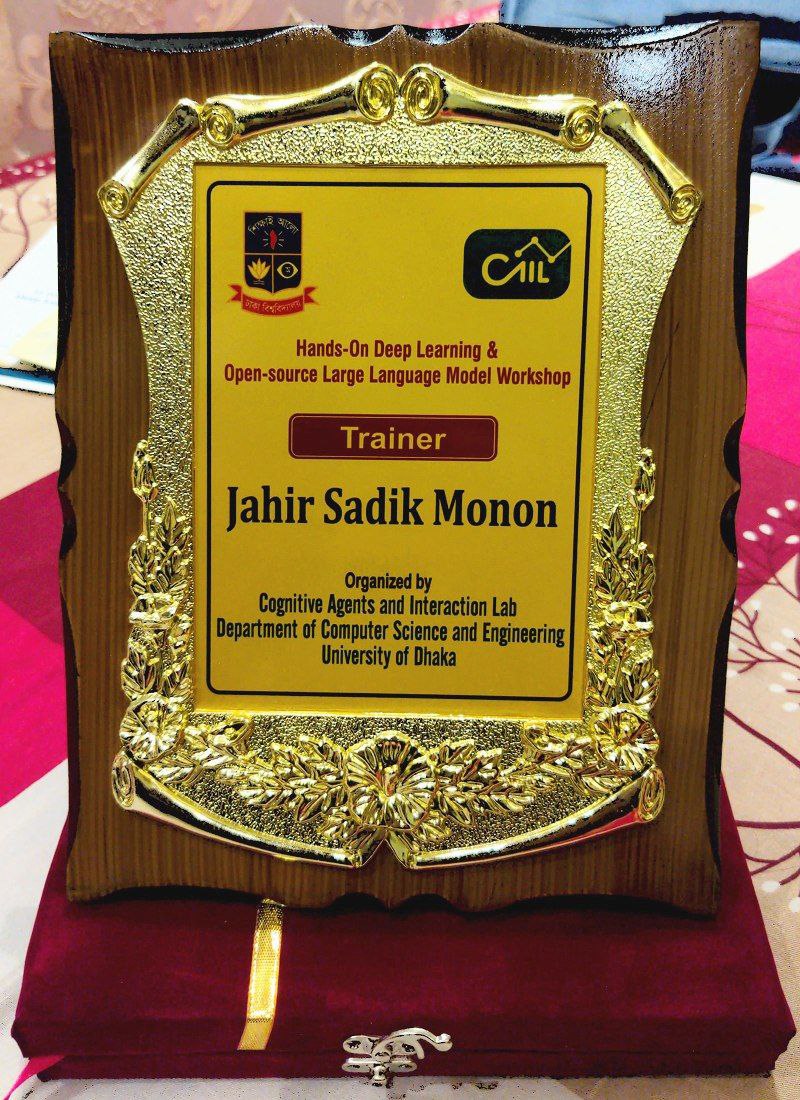 শিক্ষাই আলো
ঢাকা বিশ্ববিদ্যালয়
CAIIL
Hands-On Deep Learning &
Open-source Large Language Model Workshop
Trainer
Jahir Sadik Monon
Organized by
Cognitive Agents and Interaction Lab
Department of Computer Science and Engineering
University of Dhaka